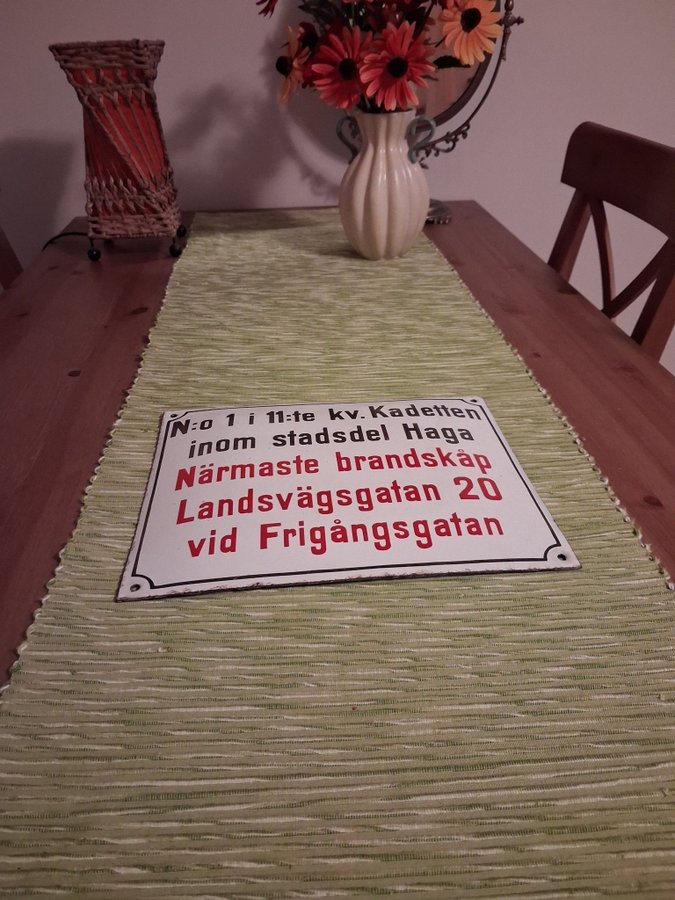 N:o 1 i 11:te kv. Kadetten
inom stadsdel Haga
Närmaste brandskåp
Landsvägsgatan 20
vid Frigångsgatan